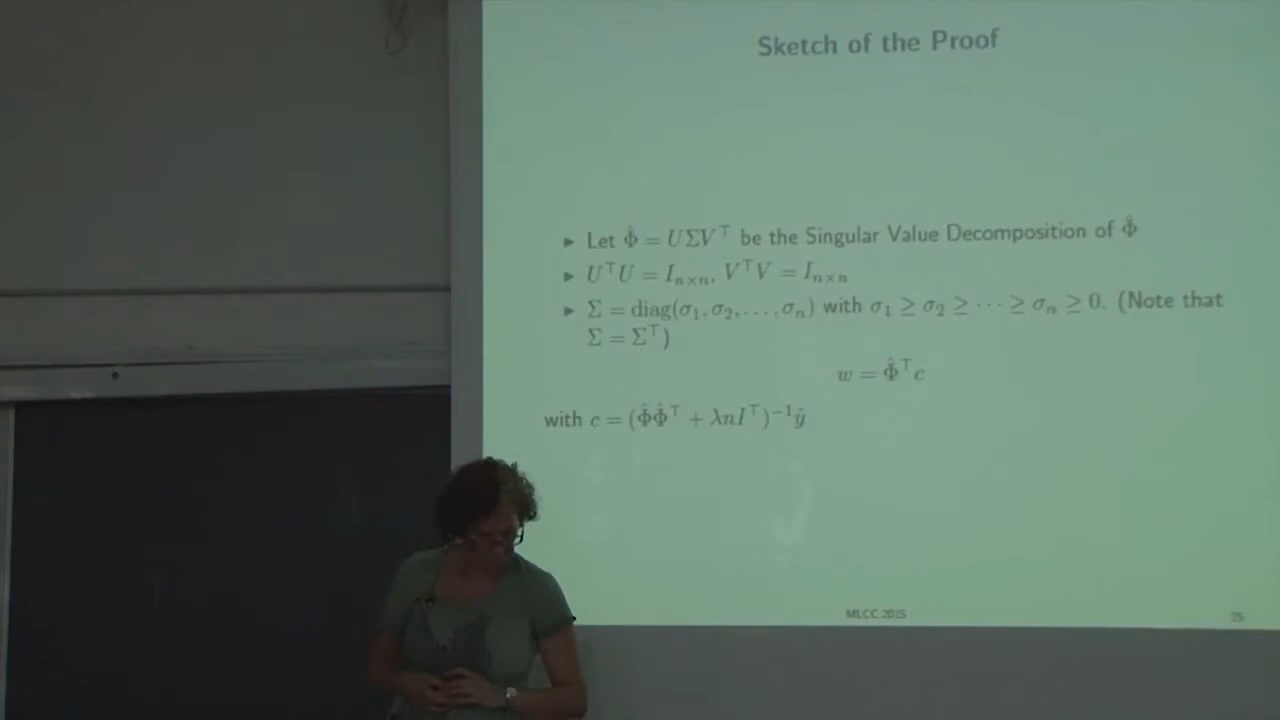 Sketch of the Proof
▶ Let Φ̂ = UΣV⊤ be the Singular Value Decomposition of Φ̂
▶ U⊤U = Iₙ×ₙ, V⊤V = Iₙ×ₙ
▶ Σ = diag(σ₁, σ₂, . . . , σₙ) with σ₁ ≥ σ₂ ≥ ⋯ ≥ σₙ ≥ 0. (Note that
Σ = Σ⊤)
w = Φ̂⊤c
with c = (Φ̂Φ̂⊤ + λnI⊤)⁻¹ŷ
MLCC 2015
25